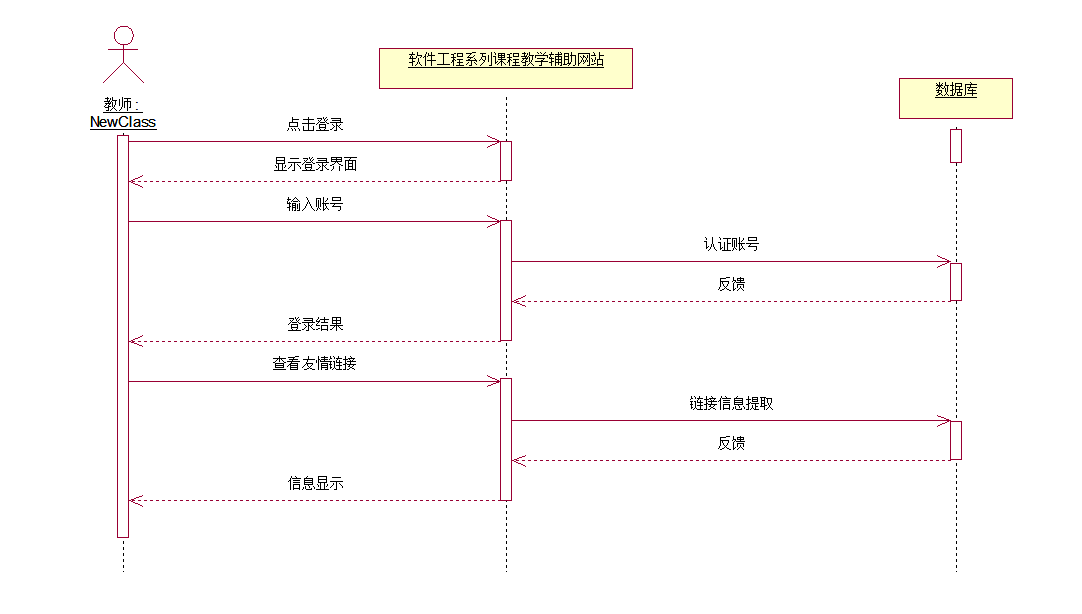 软件工程系列课程教学辅助网站
数据库
教师：
NewClass
点击登录
显示登录界面
输入账号
认证账号
反馈
登录结果
查看友情链接
链接信息提取
反馈
信息显示